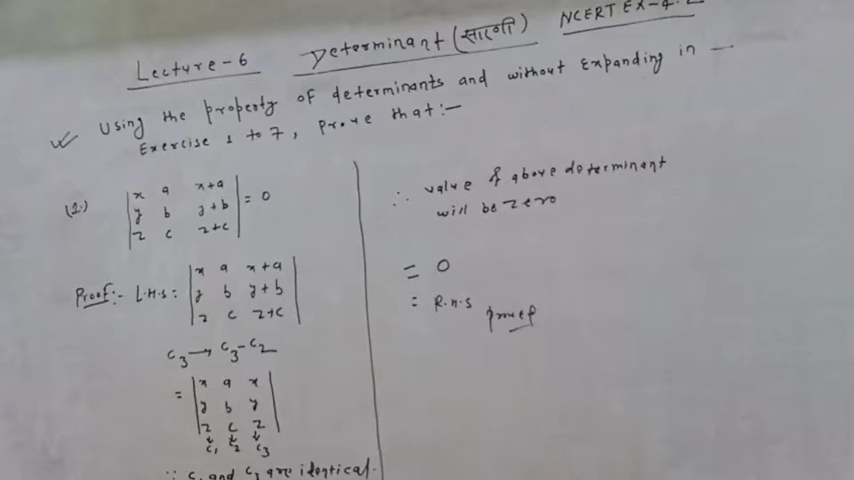 Lecture-6 Determinant (सारणी) NCERT EX-4.2
Using the property of determinants and without Expanding in —
Exercise 1 to 7, prove that:—
(1.) | x a x+a |
| y b y+b | = 0
| z c z+c |
Proof:- L.H.S = | x a x+a |
| y b y+b |
| z c z+c |
C3 → C3-C2
= | x a x |
| y b y |
| z c z |
C1 C2 C3
∵ C1 and C3 are identical.
∴ value of above determinant
will be zero
= 0
= R.H.S
proved